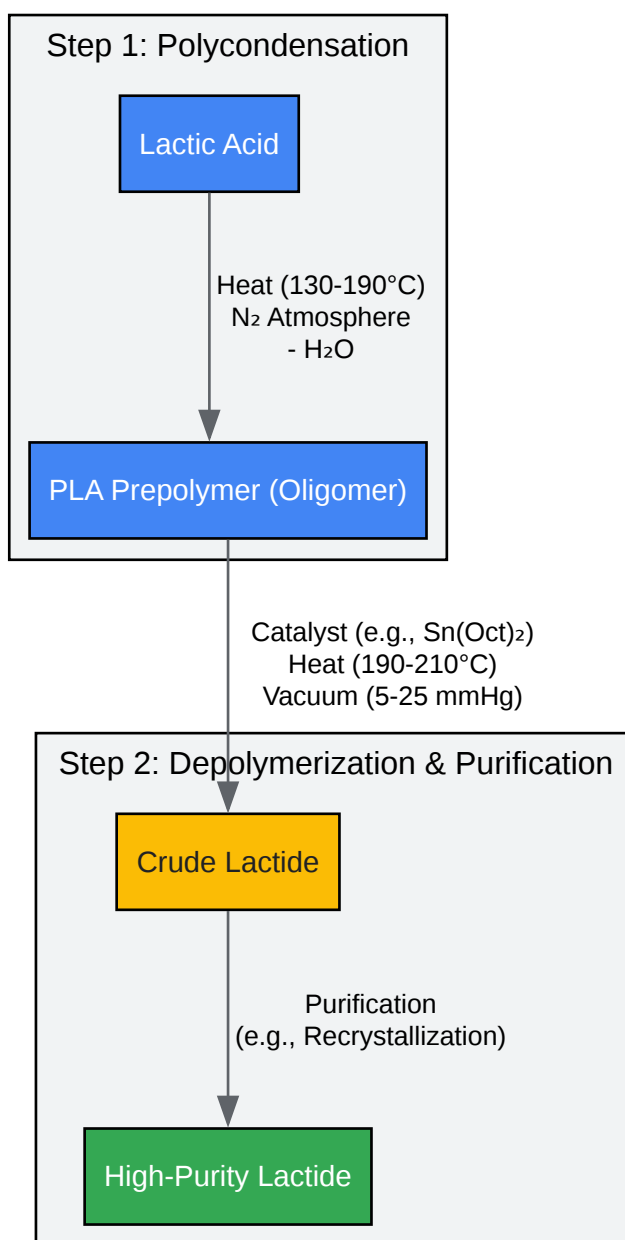 Step 1: Polycondensation
Lactic Acid
Heat (130-190°C)
N₂ Atmosphere
- H₂O
PLA Prepolymer (Oligomer)
Catalyst (e.g., Sn(Oct)₂)
Heat (190-210°C)
Vacuum (5-25 mmHg)
Step 2: Depolymerization & Purification
Crude Lactide
Purification
(e.g., Recrystallization)
High-Purity Lactide